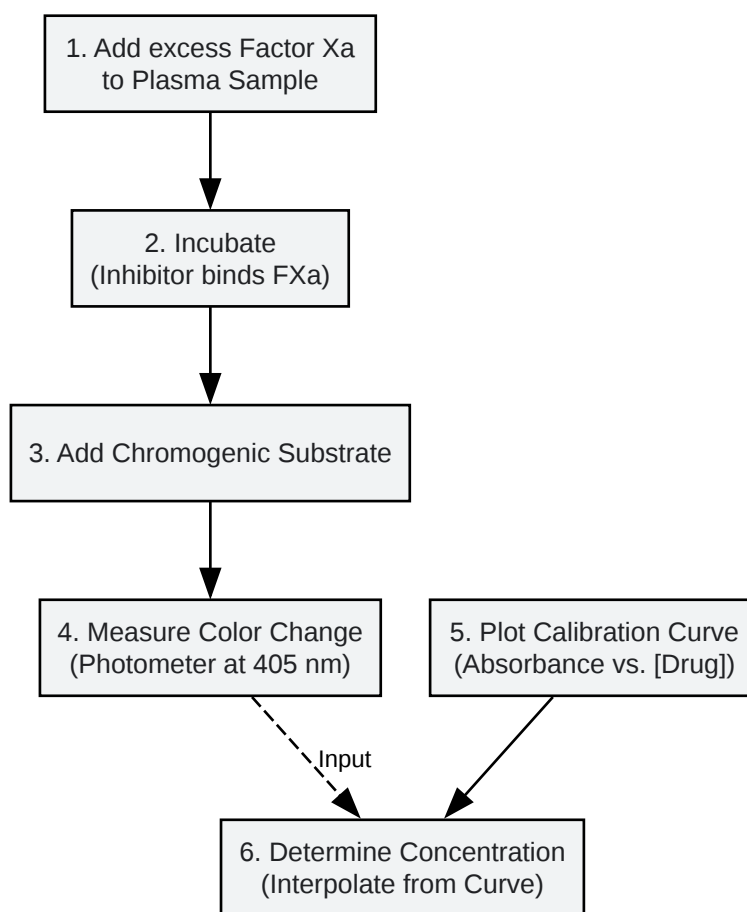 1. Add excess Factor Xa
to Plasma Sample
2. Incubate
(Inhibitor binds FXa)
3. Add Chromogenic Substrate
4. Measure Color Change
(Photometer at 405 nm)
5. Plot Calibration Curve
(Absorbance vs. [Drug])
Input
6. Determine Concentration
(Interpolate from Curve)